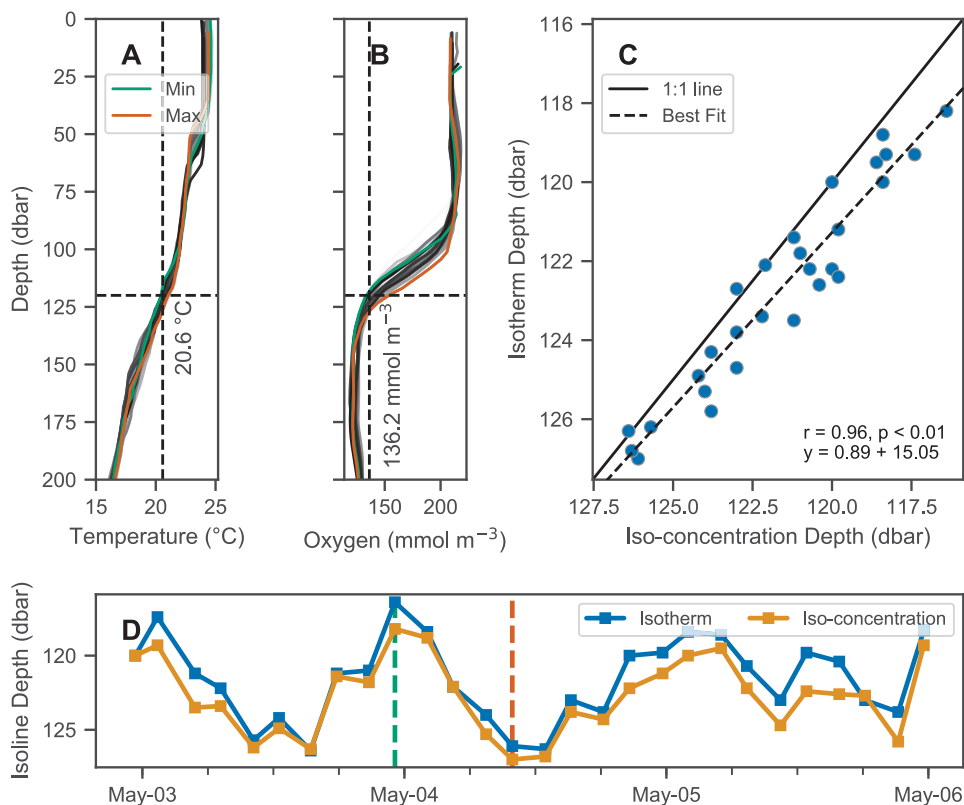 A
B
C
Min
Max
1:1 line
Best Fit
0
25
50
75
100
125
150
175
200
Depth (dbar)
20.6 °C
136.2 mmol m⁻³
15
20
25
Temperature (°C)
150
200
Oxygen (mmol m⁻³)
116
118
120
122
124
126
Isotherm Depth (dbar)
r = 0.96, p < 0.01
y = 0.89 + 15.05
127.5
125.0
122.5
120.0
117.5
Iso-concentration Depth (dbar)
D
Isotherm
Iso-concentration
120
125
Isoline Depth (dbar)
May-03
May-04
May-05
May-06